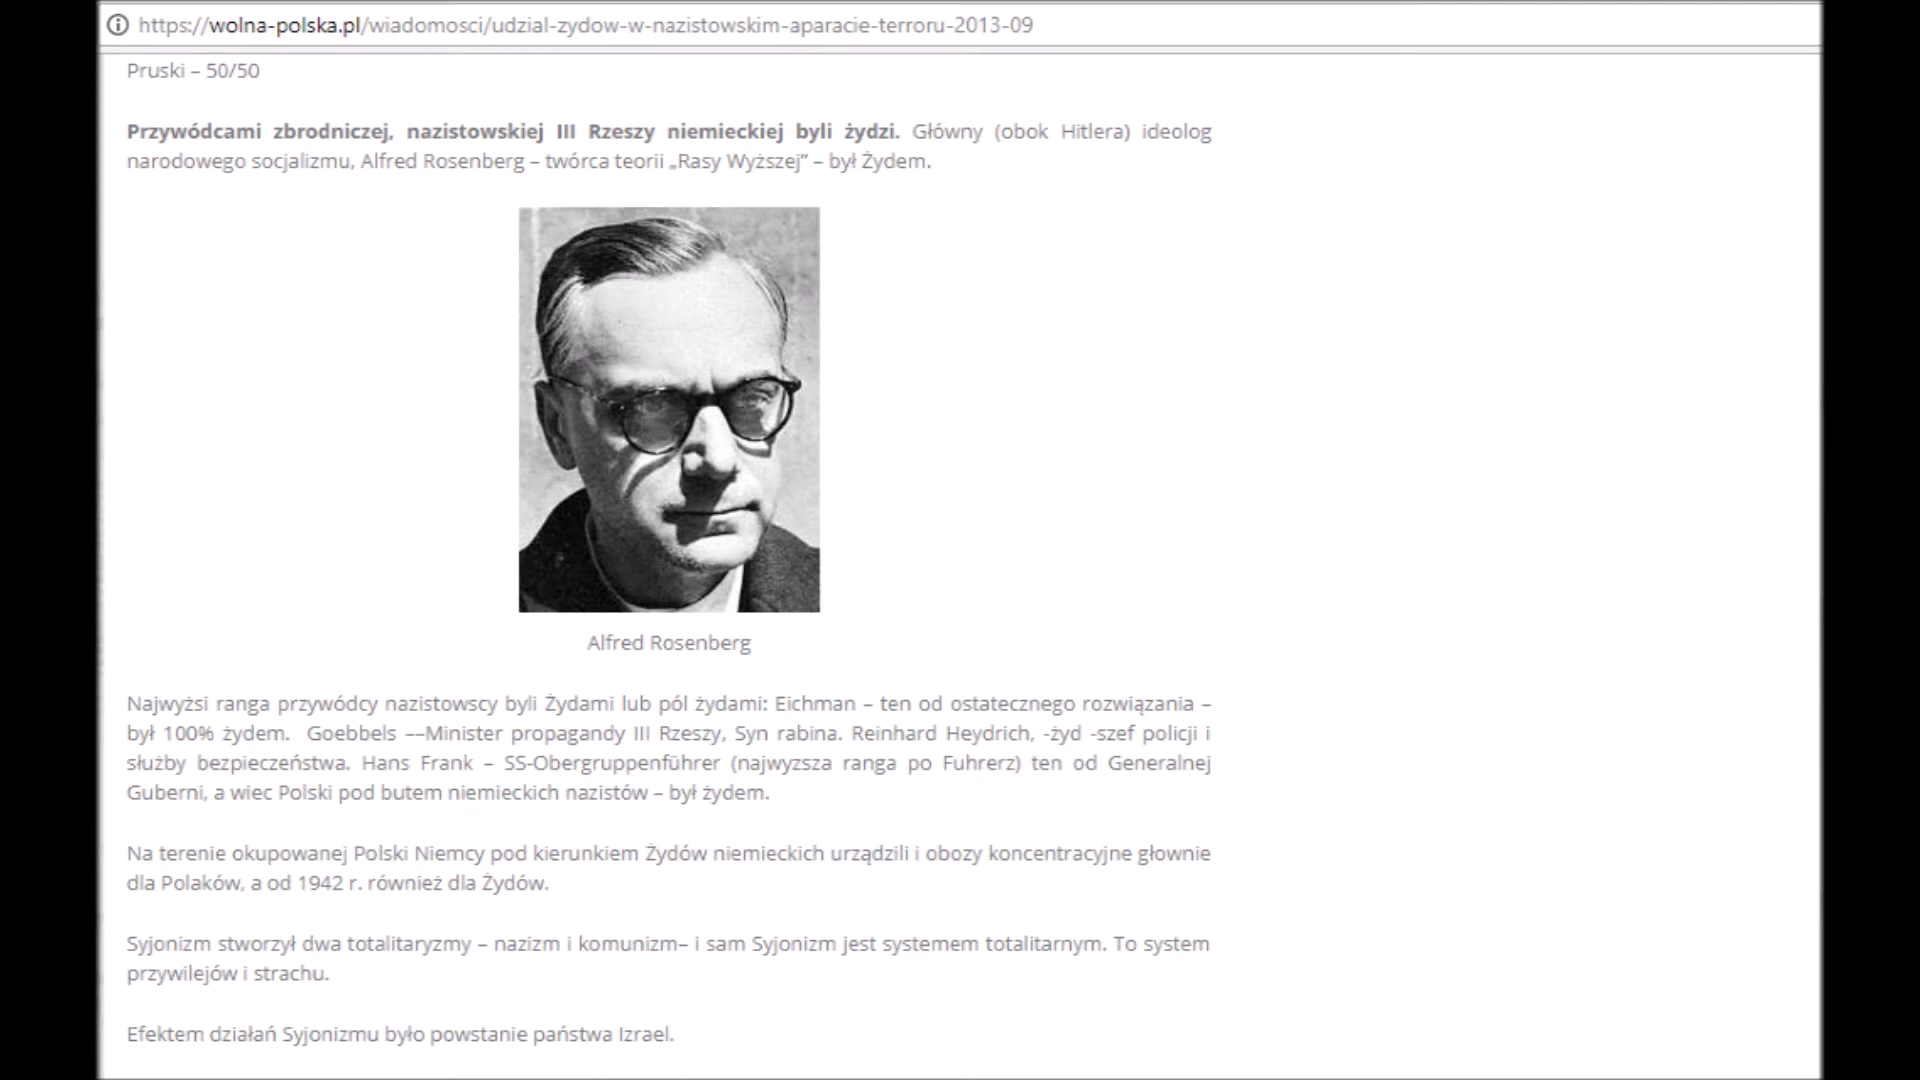 https://wolna-polska.pl/wiadomosci/udzial-zydow-w-nazistowskim-aparacie-terroru-2013-09
Pruski – 50/50
Przywódcami zbrodniczej, nazistowskiej III Rzeszy niemieckiej byli żydzi. Główny (obok Hitlera) ideolog
narodowego socjalizmu, Alfred Rosenberg – twórca teorii „Rasy Wyższej” – był Żydem.
Alfred Rosenberg
Najwyżsi ranga przywódcy nazistowscy byli Żydami lub pól żydami: Eichman – ten od ostatecznego rozwiązania –
był 100% żydem.  Goebbels —Minister propagandy III Rzeszy, Syn rabina. Reinhard Heydrich, -żyd -szef policji i
służby bezpieczeństwa. Hans Frank – SS-Obergruppenführer (najwyzsza ranga po Fuhrerz) ten od Generalnej
Guberni, a wiec Polski pod butem niemieckich nazistów – był żydem.
Na terenie okupowanej Polski Niemcy pod kierunkiem Żydów niemieckich urządzili i obozy koncentracyjne głownie
dla Polaków, a od 1942 r. również dla Żydów.
Syjonizm stworzył dwa totalitaryzmy – nazizm i komunizm– i sam Syjonizm jest systemem totalitarnym. To system
przywilejów i strachu.
Efektem działań Syjonizmu było powstanie państwa Izrael.